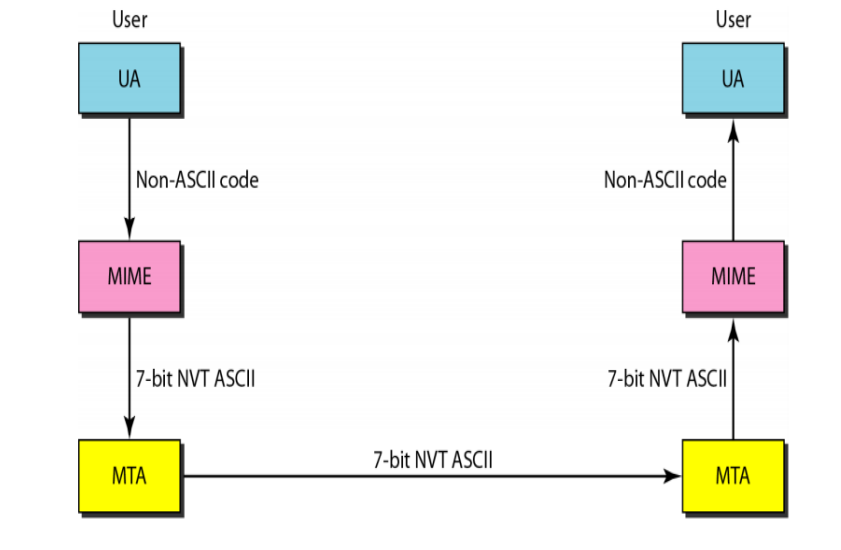 User
User
UA
UA
Non-ASCII code
Non-ASCII code
MIME
MIME
7-bit NVT ASCII
7-bit NVT ASCII
7-bit NVT ASCII
MTA
MTA